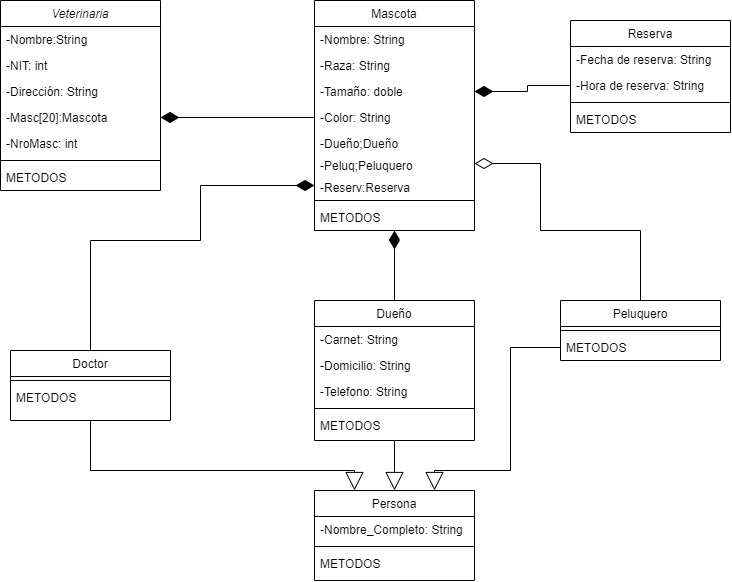 Veterinaria
-Nombre:String
-NIT: int
-Dirección: String
-Masc[20]:Mascota
-NroMasc: int
METODOS
Mascota
-Nombre: String
-Raza: String
-Tamaño: doble
-Color: String
-Dueño;Dueño
-Peluq;Peluquero
-Reserv:Reserva
METODOS
Reserva
-Fecha de reserva: String
-Hora de reserva: String
METODOS
Doctor
METODOS
Dueño
-Carnet: String
-Domicilio: String
-Telefono: String
METODOS
Peluquero
METODOS
Persona
-Nombre_Completo: String
METODOS